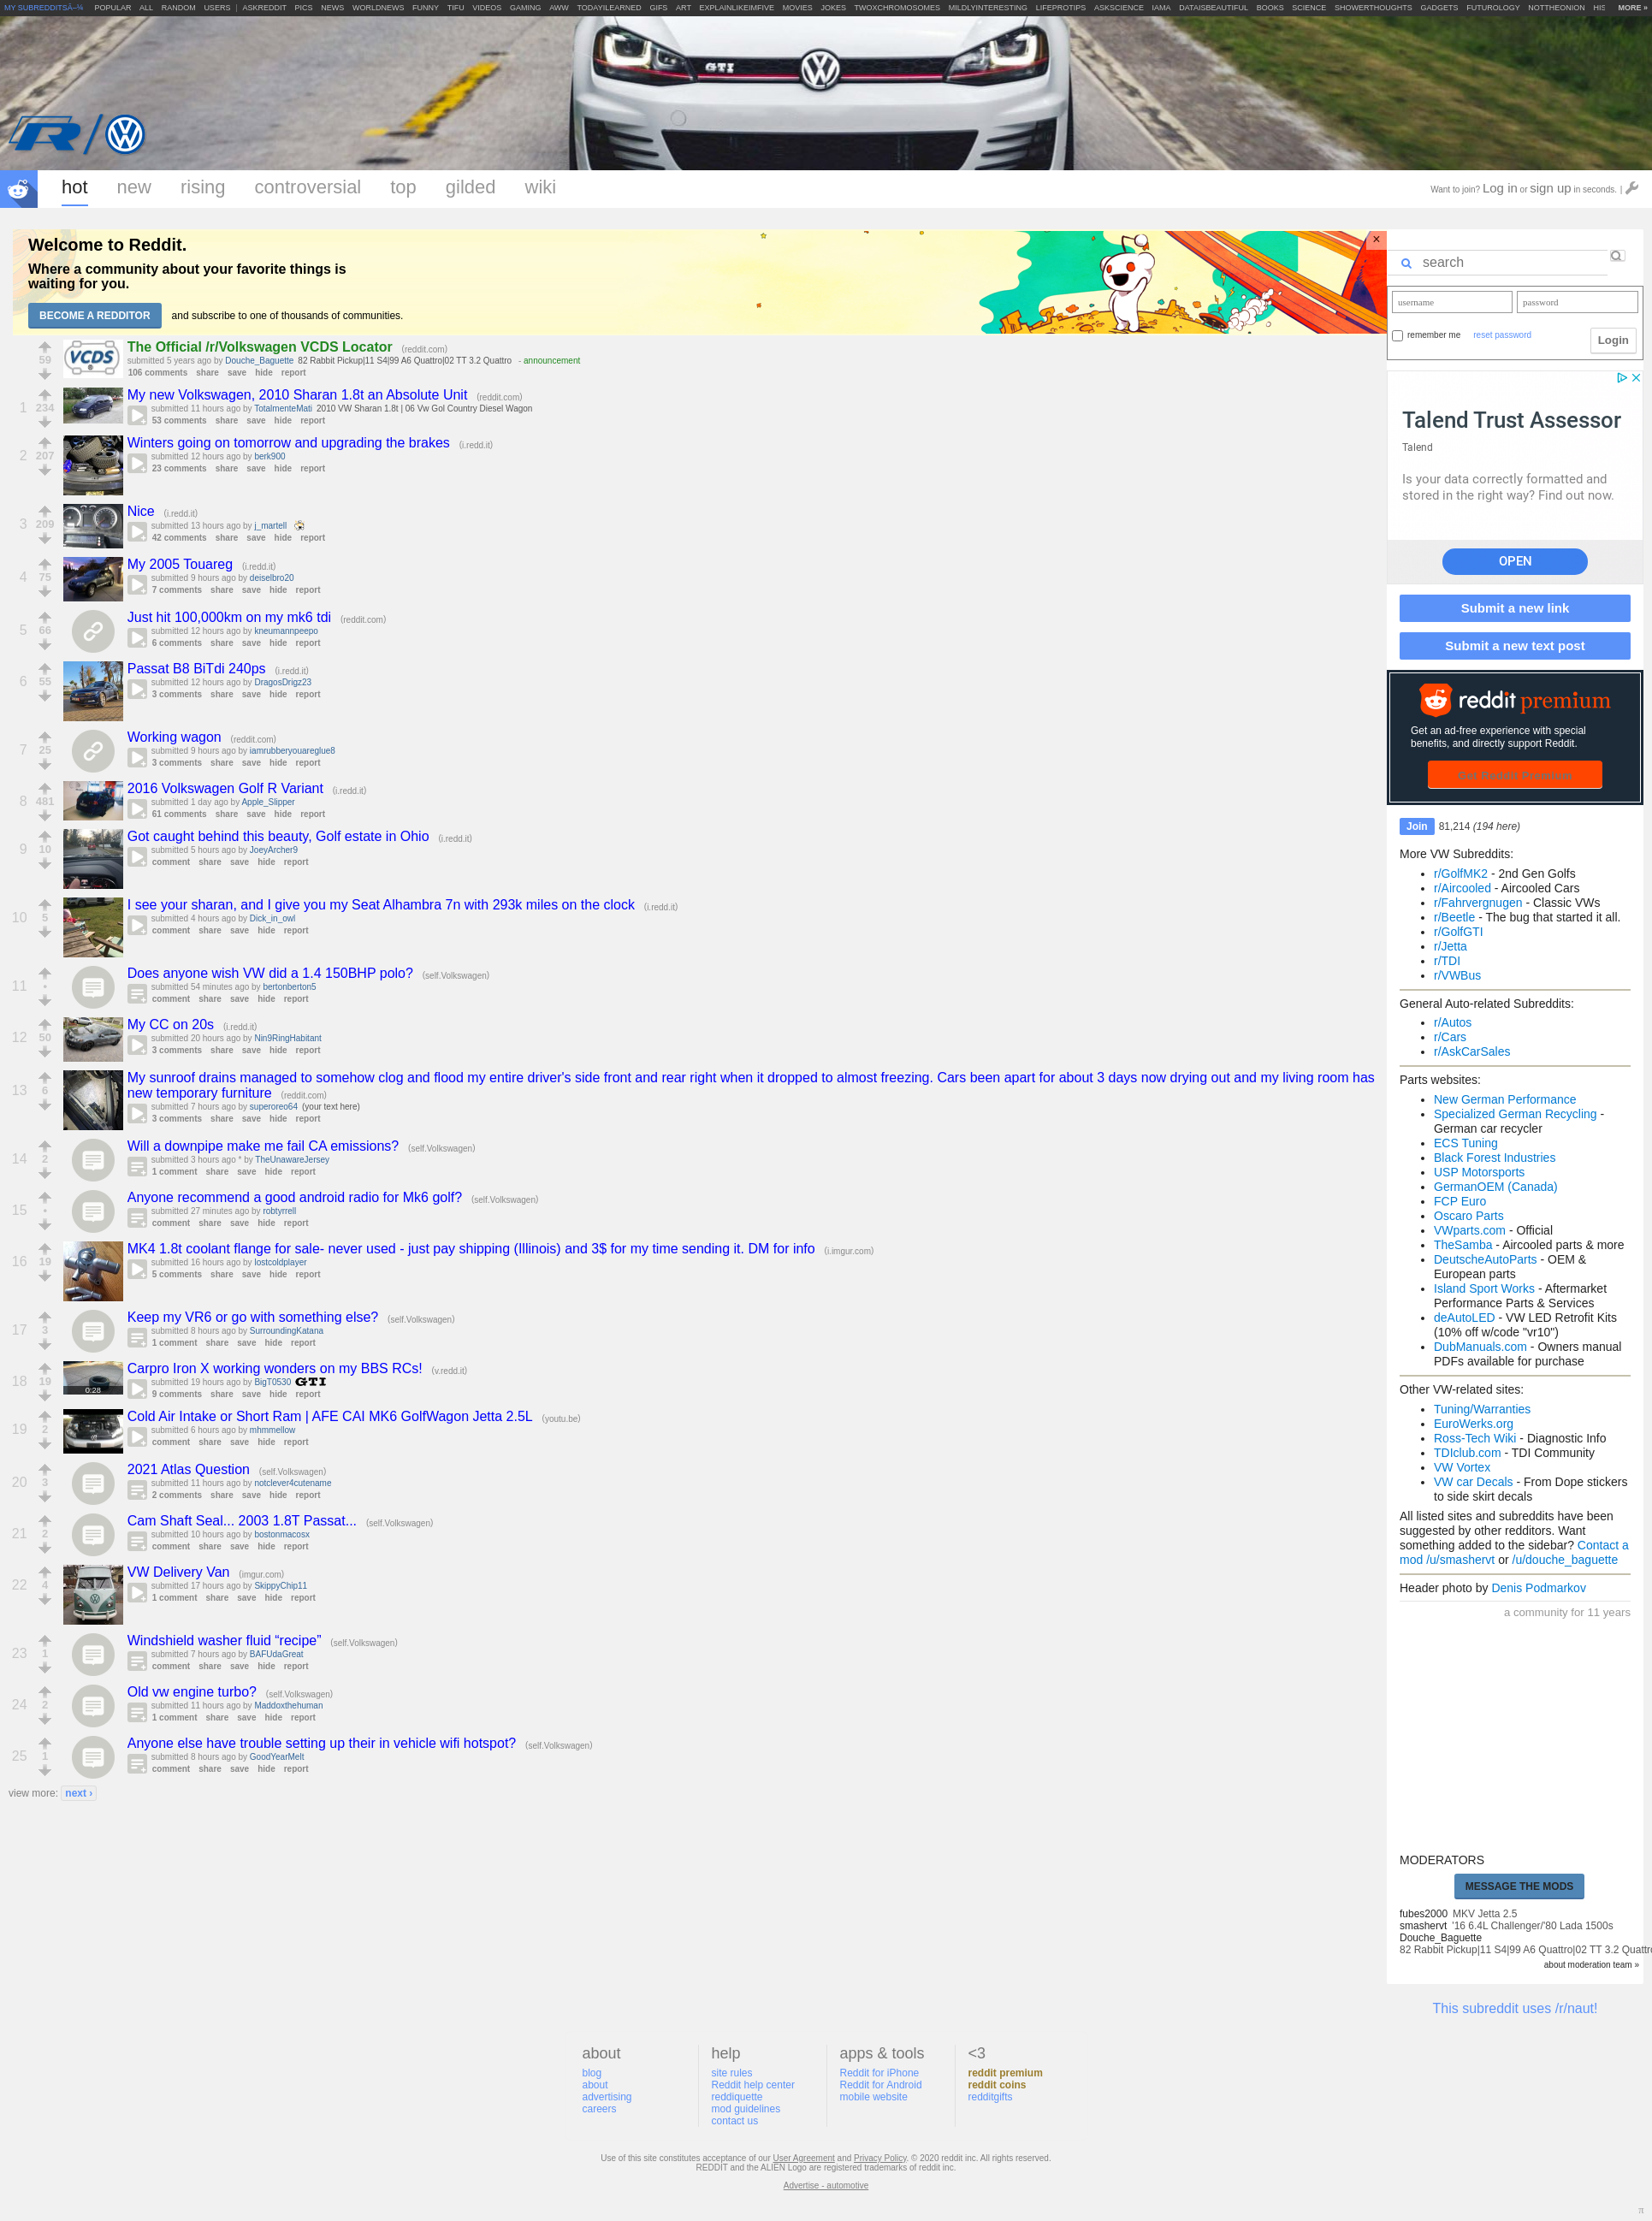 MY SUBREDDITSÂ–¼ POPULAR ALL RANDOM USERS | ASKREDDIT PICS NEWS WORLDNEWS FUNNY TIFU VIDEOS GAMING AWW TODAYILEARNED GIFS ART EXPLAINLIKEIMFIVE MOVIES JOKES TWOXCHROMOSOMES MILDLYINTERESTING LIFEPROTIPS ASKSCIENCE IAMA DATAISBEAUTIFUL BOOKS SCIENCE SHOWERTHOUGHTS GADGETS FUTUROLOGY NOTTHEONION HIS MORE »
GTI
R/VW
hot new rising controversial top gilded wiki
Want to join? Log in or sign up in seconds. |
Welcome to Reddit.
Where a community about your favorite things is
waiting for you.
BECOME A REDDITOR and subscribe to one of thousands of communities.
×
59
VCDS
The Official /r/Volkswagen VCDS Locator (reddit.com)
submitted 5 years ago by Douche_Baguette 82 Rabbit Pickup|11 S4|99 A6 Quattro|02 TT 3.2 Quattro - announcement
106 comments share save hide report
1 234 My new Volkswagen, 2010 Sharan 1.8t an Absolute Unit (reddit.com)
submitted 11 hours ago by TotalmenteMati 2010 VW Sharan 1.8t | 06 Vw Gol Country Diesel Wagon
53 comments share save hide report
2 207 Winters going on tomorrow and upgrading the brakes (i.redd.it)
submitted 12 hours ago by berk900
23 comments share save hide report
3 209 Nice (i.redd.it)
submitted 13 hours ago by j_martell
42 comments share save hide report
4 75 My 2005 Touareg (i.redd.it)
submitted 9 hours ago by deiselbro20
7 comments share save hide report
5 66 Just hit 100,000km on my mk6 tdi (reddit.com)
submitted 12 hours ago by kneumannpeepo
6 comments share save hide report
6 55 Passat B8 BiTdi 240ps (i.redd.it)
submitted 12 hours ago by DragosDrigz23
3 comments share save hide report
7 25 Working wagon (reddit.com)
submitted 9 hours ago by iamrubberyouareglue8
3 comments share save hide report
8 481 2016 Volkswagen Golf R Variant (i.redd.it)
submitted 1 day ago by Apple_Slipper
61 comments share save hide report
9 10 Got caught behind this beauty, Golf estate in Ohio (i.redd.it)
submitted 5 hours ago by JoeyArcher9
comment share save hide report
10 5 I see your sharan, and I give you my Seat Alhambra 7n with 293k miles on the clock (i.redd.it)
submitted 4 hours ago by Dick_in_owl
comment share save hide report
11 • Does anyone wish VW did a 1.4 150BHP polo? (self.Volkswagen)
submitted 54 minutes ago by bertonberton5
comment share save hide report
12 50 My CC on 20s (i.redd.it)
submitted 20 hours ago by Nin9RingHabitant
3 comments share save hide report
13 6 My sunroof drains managed to somehow clog and flood my entire driver's side front and rear right when it dropped to almost freezing. Cars been apart for about 3 days now drying out and my living room has
new temporary furniture (reddit.com)
submitted 7 hours ago by superoreo64 (your text here)
3 comments share save hide report
14 2 Will a downpipe make me fail CA emissions? (self.Volkswagen)
submitted 3 hours ago * by TheUnawareJersey
1 comment share save hide report
15 • Anyone recommend a good android radio for Mk6 golf? (self.Volkswagen)
submitted 27 minutes ago by robtyrrell
comment share save hide report
16 19 MK4 1.8t coolant flange for sale- never used - just pay shipping (Illinois) and 3$ for my time sending it. DM for info (i.imgur.com)
submitted 16 hours ago by lostcoldplayer
5 comments share save hide report
17 3 Keep my VR6 or go with something else? (self.Volkswagen)
submitted 8 hours ago by SurroundingKatana
1 comment share save hide report
18 19 0:28 Carpro Iron X working wonders on my BBS RCs! (v.redd.it)
submitted 19 hours ago by BigT0530 GTI
9 comments share save hide report
19 2 Cold Air Intake or Short Ram | AFE CAI MK6 GolfWagon Jetta 2.5L (youtu.be)
submitted 6 hours ago by mhmmellow
comment share save hide report
20 3 2021 Atlas Question (self.Volkswagen)
submitted 11 hours ago by notclever4cutename
2 comments share save hide report
21 2 Cam Shaft Seal... 2003 1.8T Passat... (self.Volkswagen)
submitted 10 hours ago by bostonmacosx
comment share save hide report
22 4 VW Delivery Van (imgur.com)
submitted 17 hours ago by SkippyChip11
1 comment share save hide report
23 1 Windshield washer fluid “recipe” (self.Volkswagen)
submitted 7 hours ago by BAFUdaGreat
comment share save hide report
24 2 Old vw engine turbo? (self.Volkswagen)
submitted 11 hours ago by Maddoxthehuman
1 comment share save hide report
25 1 Anyone else have trouble setting up their in vehicle wifi hotspot? (self.Volkswagen)
submitted 8 hours ago by GoodYearMelt
comment share save hide report
view more: next ›
search
username password
remember me reset password Login
Talend Trust Assessor
Talend
Is your data correctly formatted and
stored in the right way? Find out now.
OPEN
Submit a new link
Submit a new text post
reddit premium
Get an ad-free experience with special
benefits, and directly support Reddit.
Get Reddit Premium
Join 81,214 (194 here)
More VW Subreddits:
r/GolfMK2 - 2nd Gen Golfs
r/Aircooled - Aircooled Cars
r/Fahrvergnugen - Classic VWs
r/Beetle - The bug that started it all.
r/GolfGTI
r/Jetta
r/TDI
r/VWBus
General Auto-related Subreddits:
r/Autos
r/Cars
r/AskCarSales
Parts websites:
New German Performance
Specialized German Recycling -
German car recycler
ECS Tuning
Black Forest Industries
USP Motorsports
GermanOEM (Canada)
FCP Euro
Oscaro Parts
VWparts.com - Official
TheSamba - Aircooled parts & more
DeutscheAutoParts - OEM &
European parts
Island Sport Works - Aftermarket
Performance Parts & Services
deAutoLED - VW LED Retrofit Kits
(10% off w/code "vr10")
DubManuals.com - Owners manual
PDFs available for purchase
Other VW-related sites:
Tuning/Warranties
EuroWerks.org
Ross-Tech Wiki - Diagnostic Info
TDIclub.com - TDI Community
VW Vortex
VW car Decals - From Dope stickers
to side skirt decals
All listed sites and subreddits have been
suggested by other redditors. Want
something added to the sidebar? Contact a
mod /u/smashervt or /u/douche_baguette
Header photo by Denis Podmarkov
a community for 11 years
MODERATORS
MESSAGE THE MODS
fubes2000 MKV Jetta 2.5
smashervt '16 6.4L Challenger/'80 Lada 1500s
Douche_Baguette
82 Rabbit Pickup|11 S4|99 A6 Quattro|02 TT 3.2 Quattro
about moderation team »
This subreddit uses /r/naut!
about
blog
about
advertising
careers
help
site rules
Reddit help center
reddiquette
mod guidelines
contact us
apps & tools
Reddit for iPhone
Reddit for Android
mobile website
<3
reddit premium
reddit coins
redditgifts
Use of this site constitutes acceptance of our User Agreement and Privacy Policy. © 2020 reddit inc. All rights reserved.
REDDIT and the ALIEN Logo are registered trademarks of reddit inc.
Advertise - automotive
π